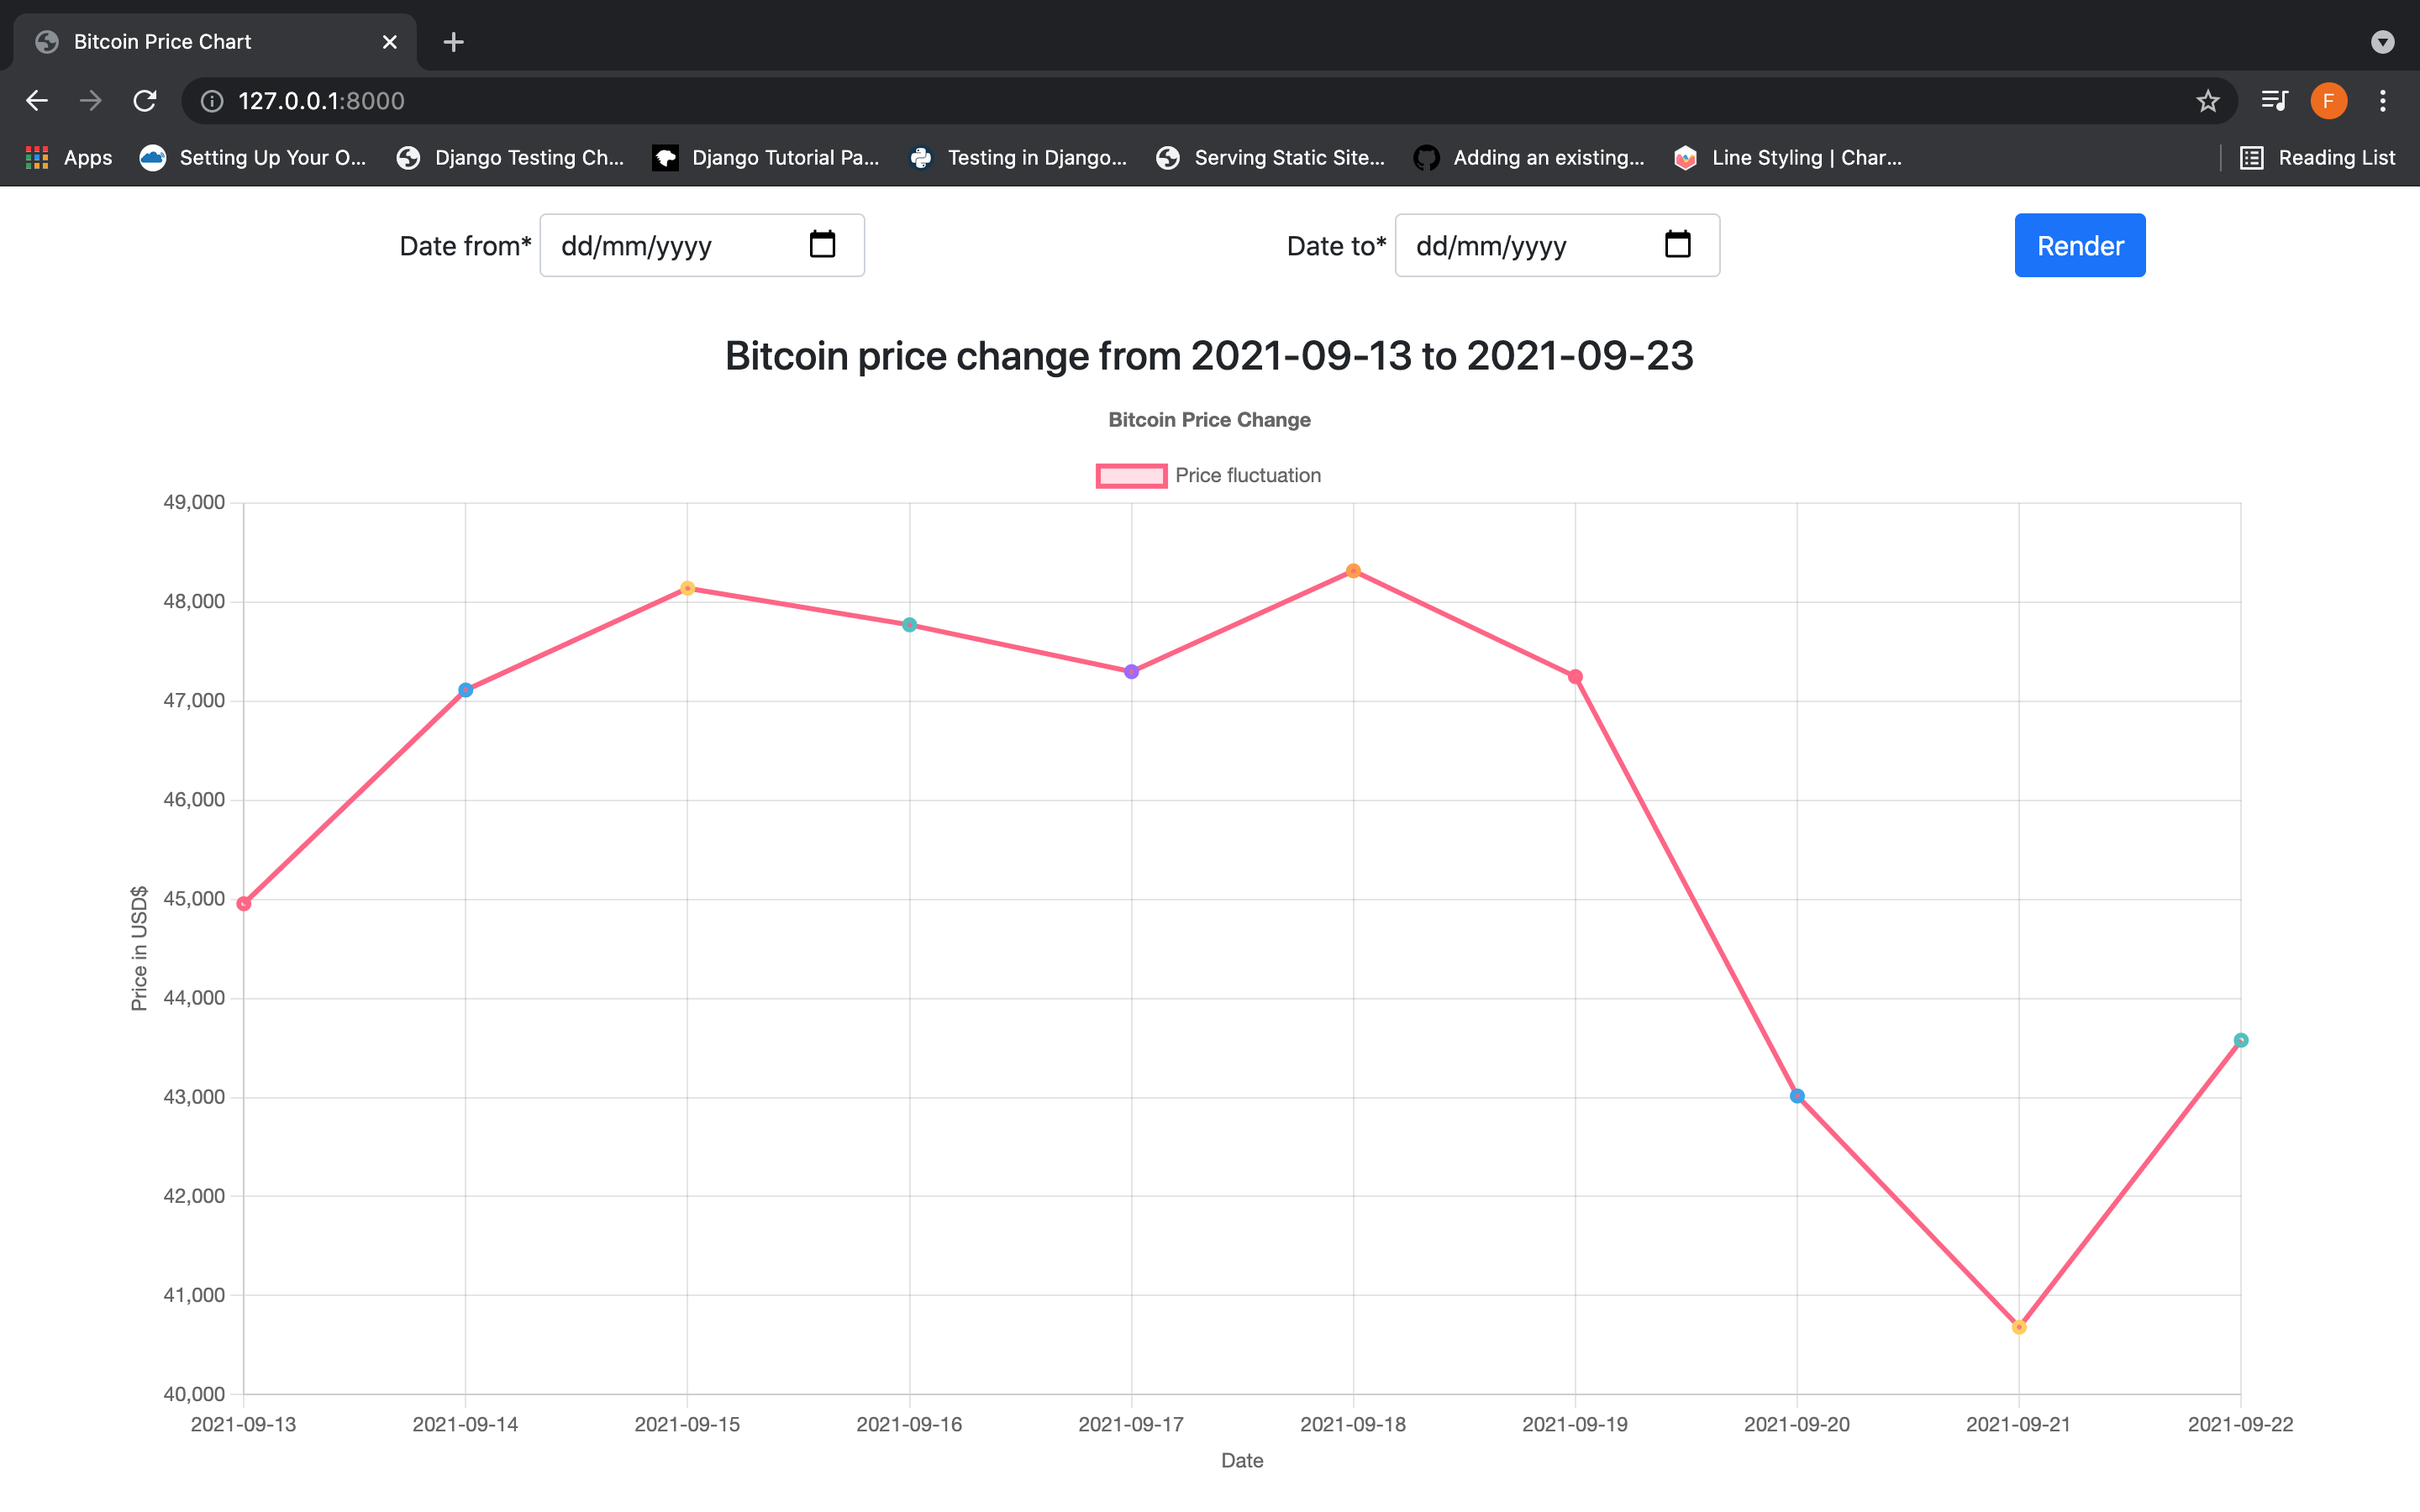 Bitcoin Price Chart
127.0.0.1:8000
Apps Setting Up Your O... Django Testing Ch... Django Tutorial Pa... Testing in Django... Serving Static Site... Adding an existing... Line Styling | Char... Reading List
Date from* dd/mm/yyyy Date to* dd/mm/yyyy Render
Bitcoin price change from 2021-09-13 to 2021-09-23
Bitcoin Price Change
Price fluctuation
49,000
48,000
47,000
46,000
45,000
44,000
43,000
42,000
41,000
40,000
Price in USD$
2021-09-13 2021-09-14 2021-09-15 2021-09-16 2021-09-17 2021-09-18 2021-09-19 2021-09-20 2021-09-21 2021-09-22
Date
F